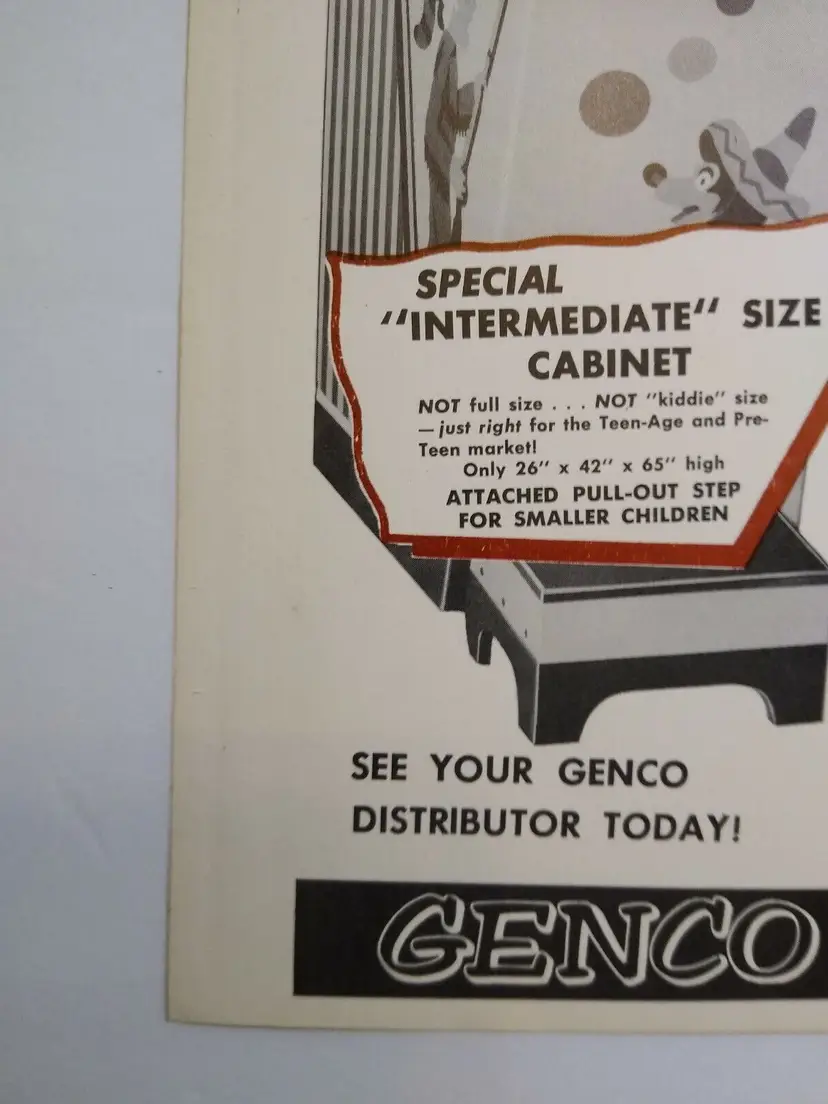 SPECIAL
"INTERMEDIATE" SIZE
CABINET
NOT full size . . . NOT "kiddie" size
—just right for the Teen-Age and Pre-
Teen market!
Only 26" x 42" x 65" high
ATTACHED PULL-OUT STEP
FOR SMALLER CHILDREN
SEE YOUR GENCO
DISTRIBUTOR TODAY!
GENCO